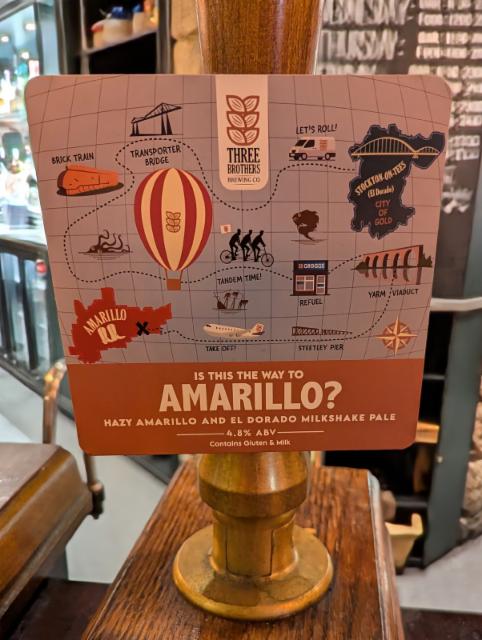 THURSDAY
BRICK TRAIN
TRANSPORTER
BRIDGE
THREE
BROTHERS
BREWING CO.
LET'S ROLL!
STOCKTON-ON-TEES
(El Dorado)
CITY
OF
GOLD
TANDEM TIME!
GREGGS
REFUEL
YARM VIADUCT
AMARILLO
TAKE OFF!
STEETLEY PIER
IS THIS THE WAY TO
AMARILLO?
HAZY AMARILLO AND EL DORADO MILKSHAKE PALE
4.8% ABV
Contains Gluten & Milk